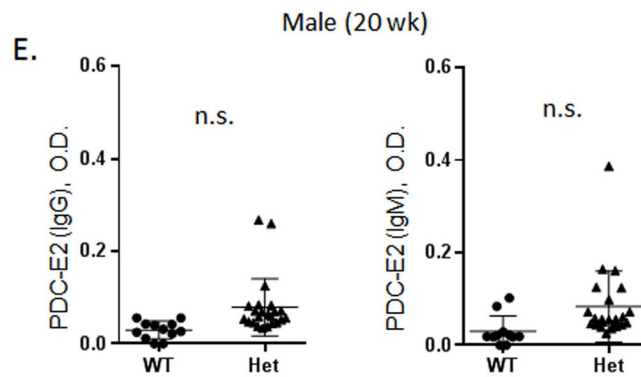 Male (20 wk)
E.
PDC-E2 (IgG), O.D.
0.6
0.4
0.2
0.0
n.s.
WT Het
PDC-E2 (IgM), O.D.
0.6
0.4
0.2
0.0
n.s.
WT Het